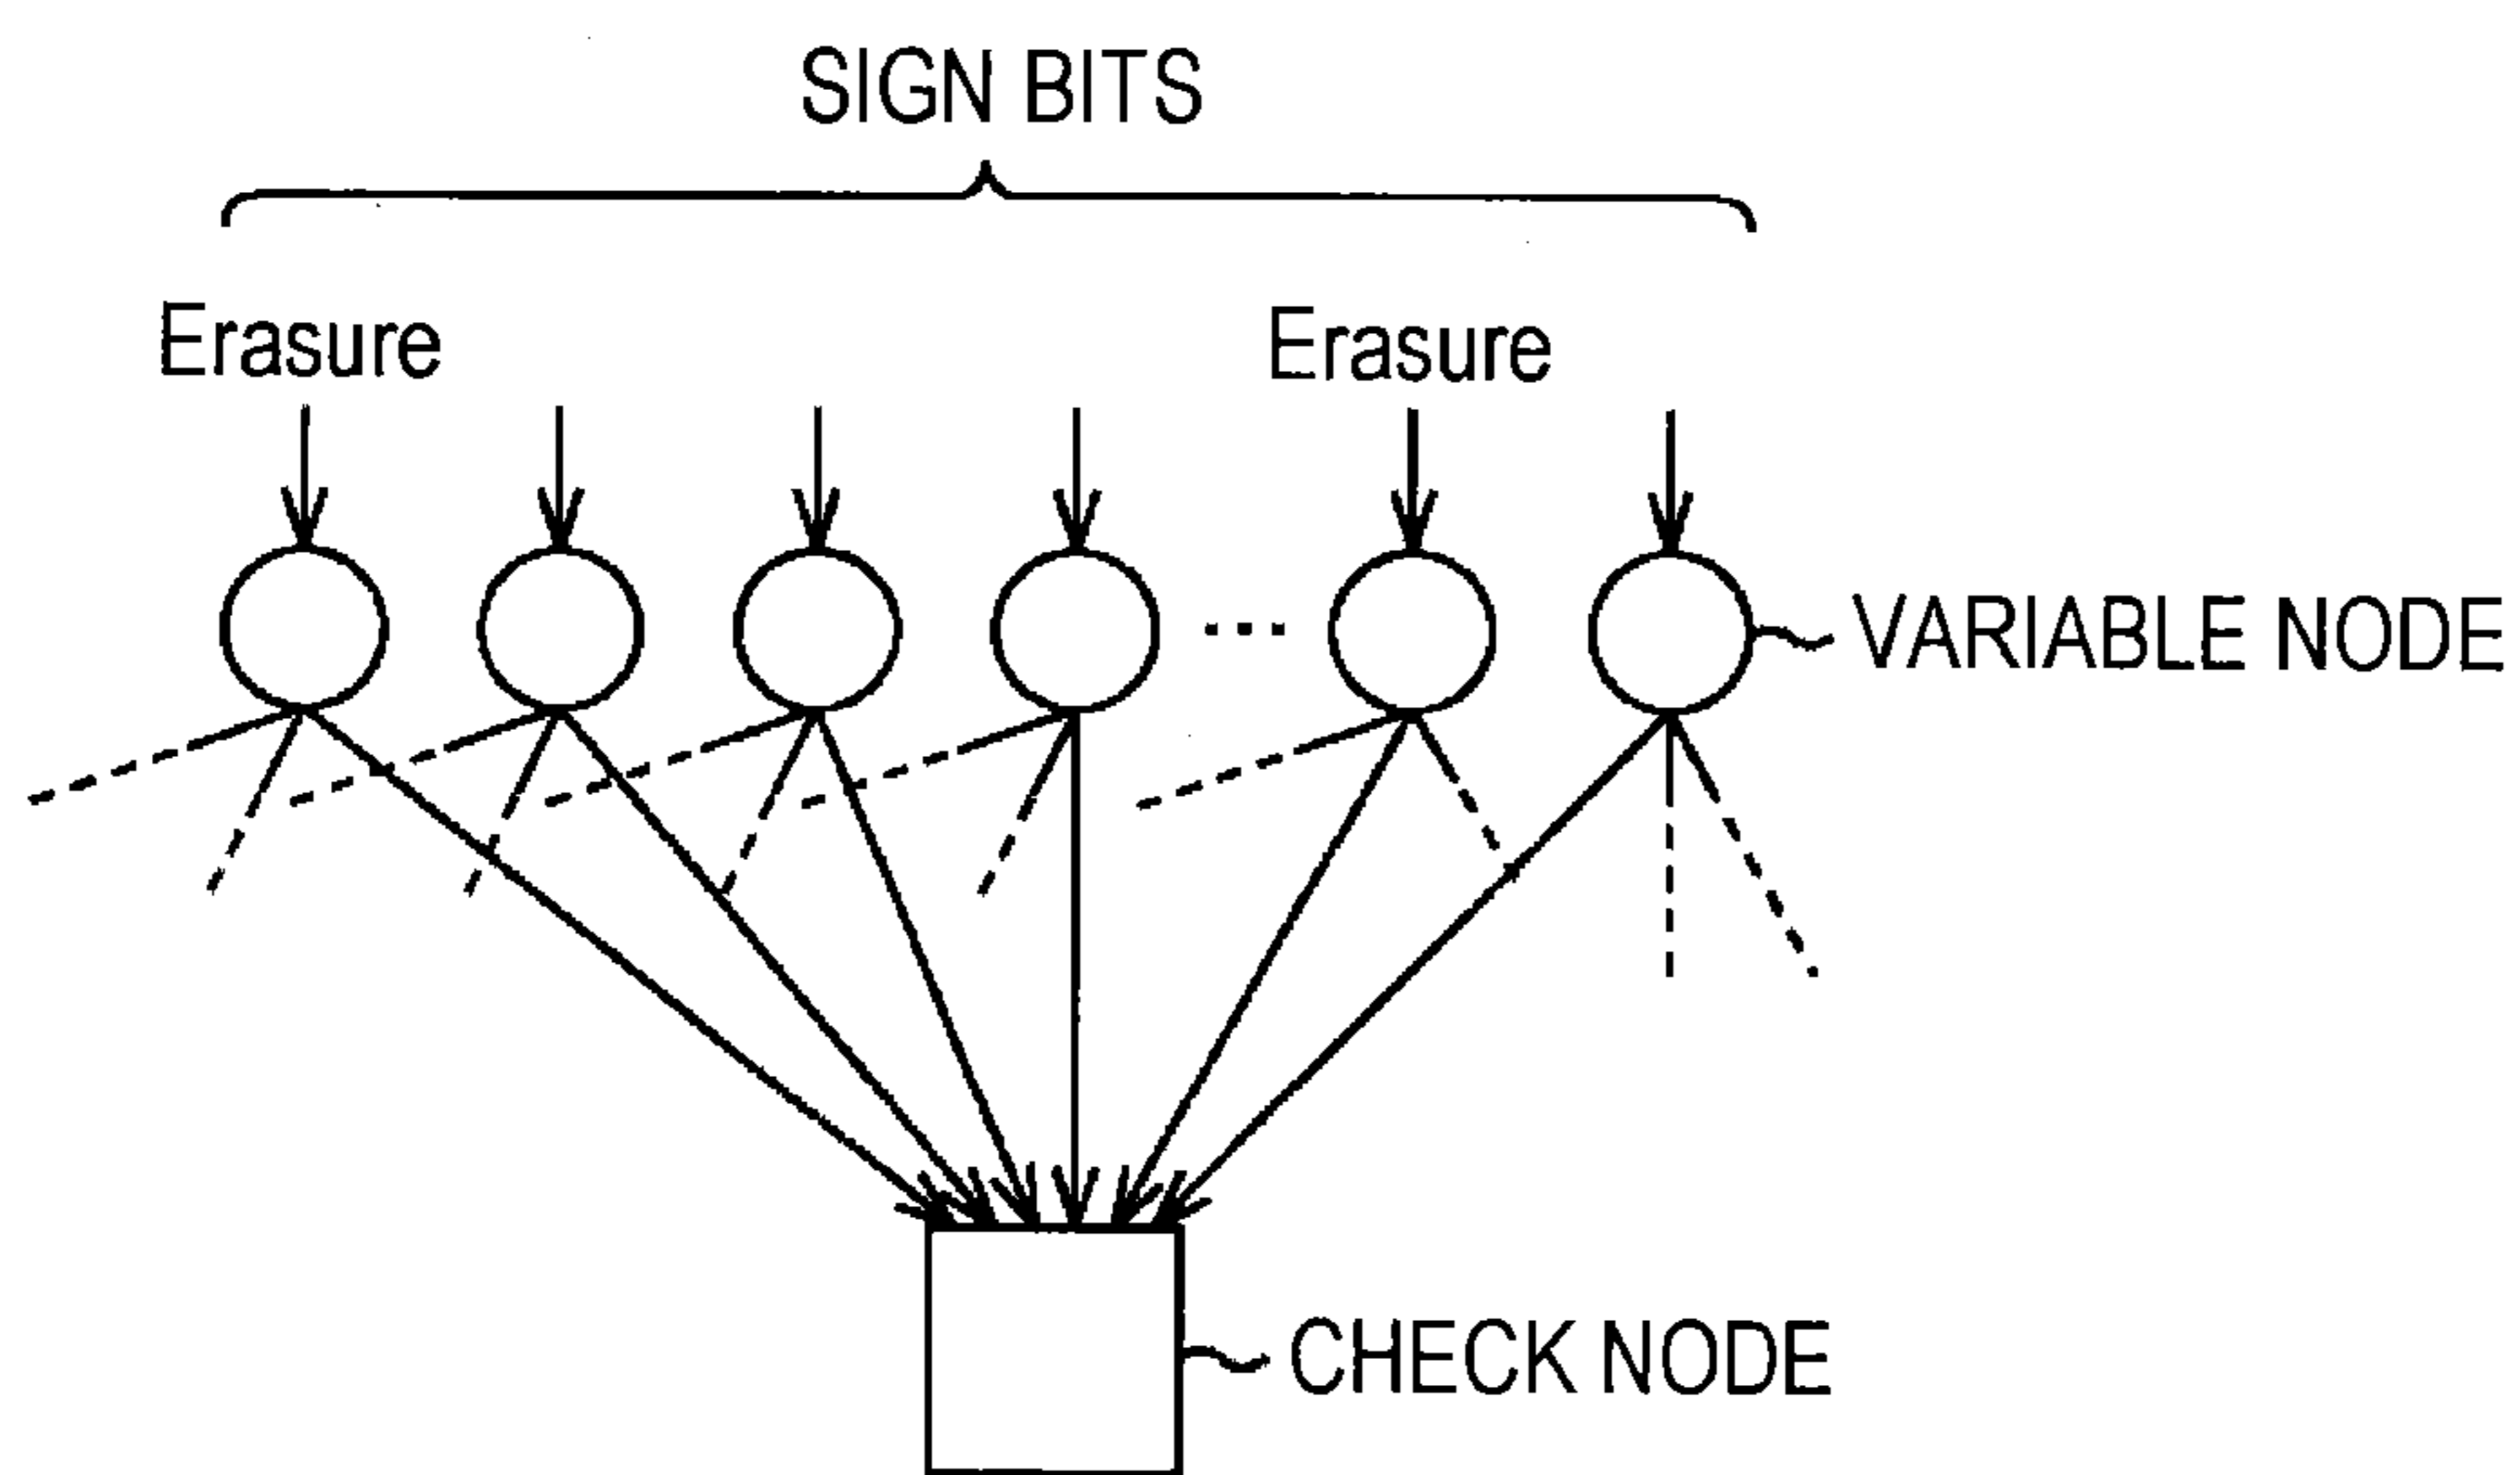 SIGN BITS
Erasure
Erasure
...
VARIABLE NODE
CHECK NODE